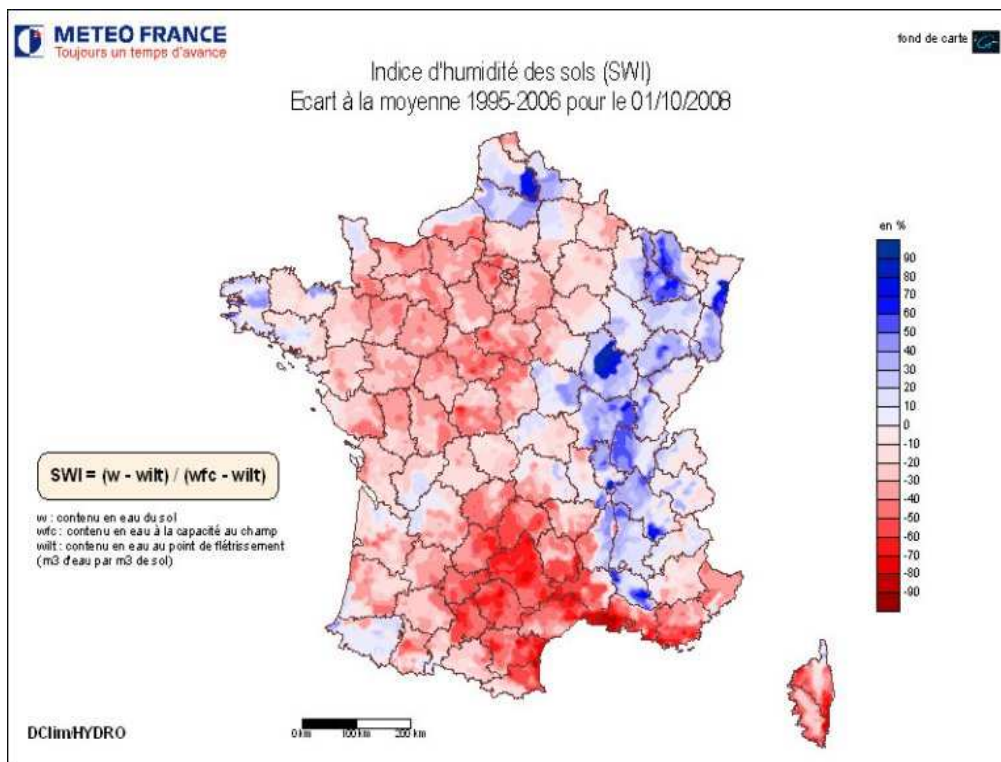 METEO FRANCE
Toujours un temps d'avance
fond de carte
Indice d'humidité des sols (SWI)
Ecart à la moyenne 1995-2006 pour le 01/10/2008
en %
90
80
70
60
50
40
30
20
10
0
-10
-20
-30
-40
-50
-60
-70
-80
-90
SWI = (w - wilt) / (wfc - wilt)
w : contenu en eau du sol
wfc : contenu en eau à la capacité au champ
wilt : contenu en eau au point de flétrissement
(m3 d'eau par m3 de sol)
DClim/HYDRO
0 km 100 km 200 km